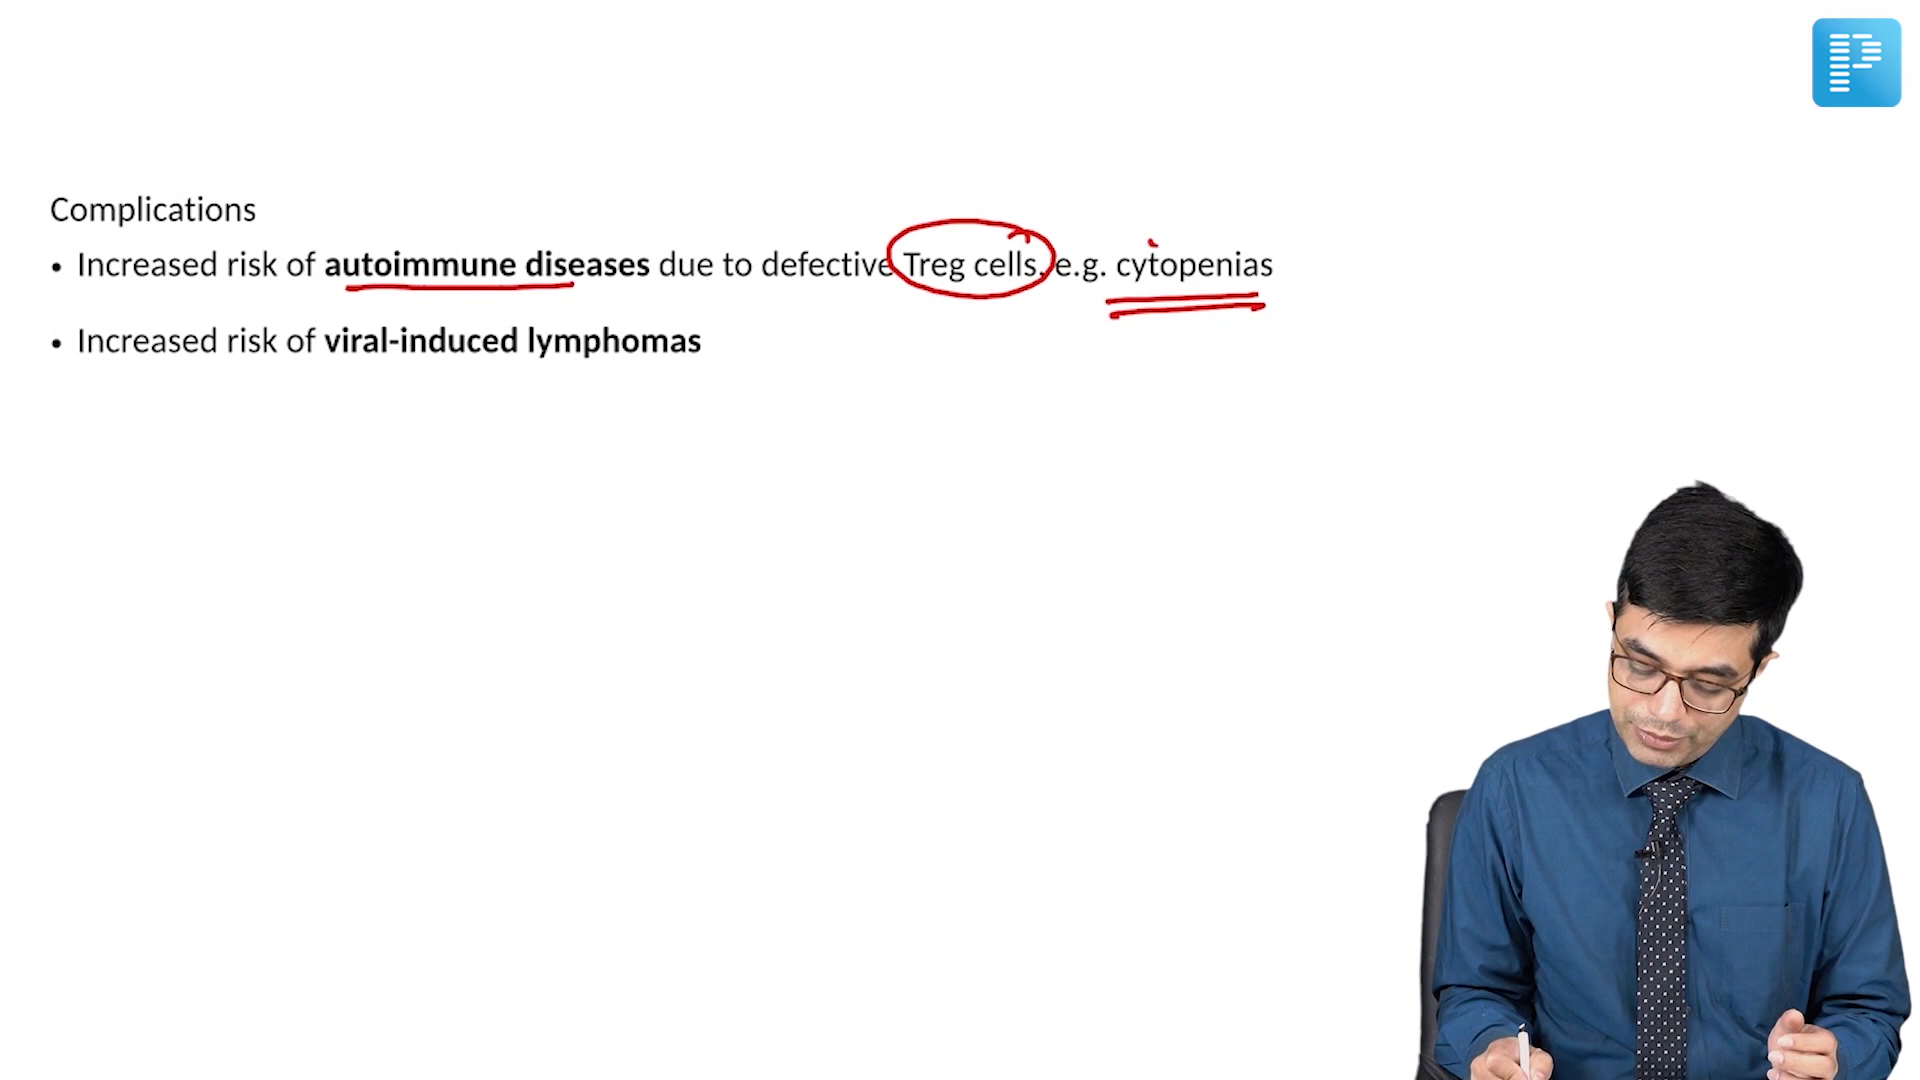 Complications
• Increased risk of autoimmune diseases due to defective Treg cells, e.g. cytopenias
• Increased risk of viral-induced lymphomas